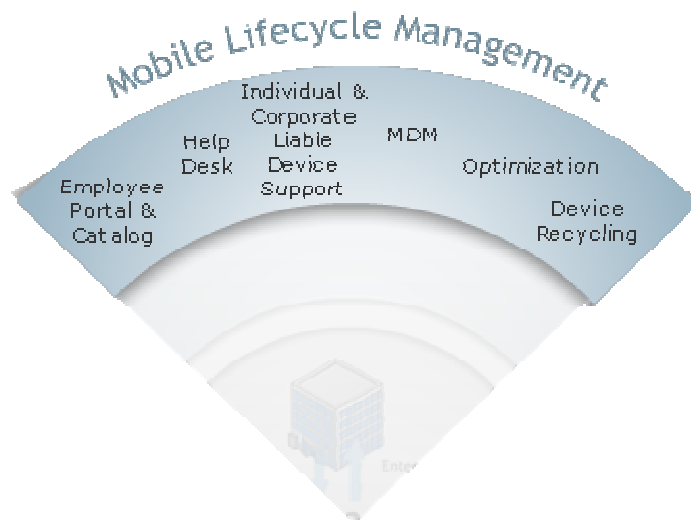 Mobile Lifecycle Management
Employee
Portal &
Catalog
Help
Desk
Individual &
Corporate
Liable
Device
Support
MDM
Optimization
Device
Recycling